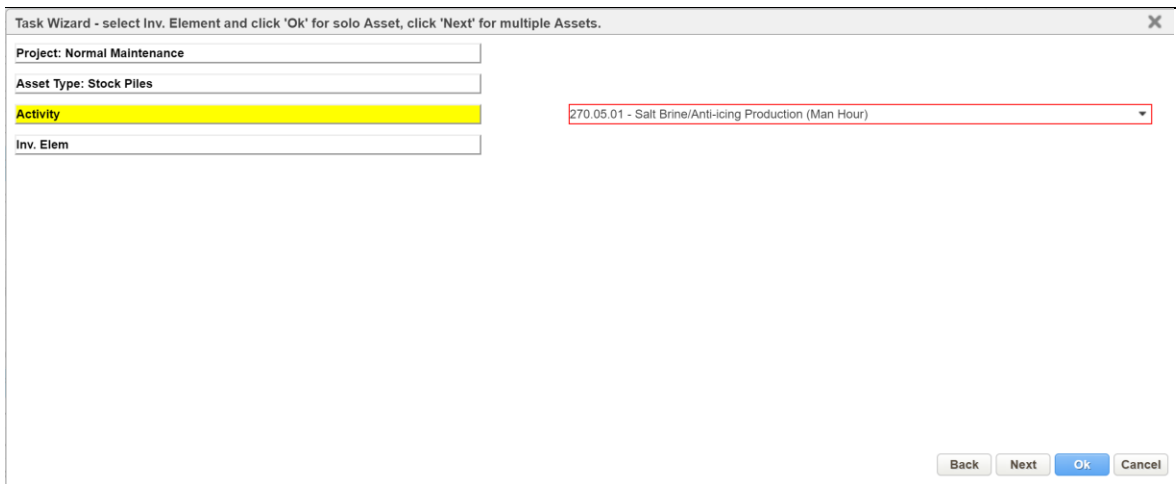 Task Wizard - select Inv. Element and click 'Ok' for solo Asset, click 'Next' for multiple Assets.
Project: Normal Maintenance
Asset Type: Stock Piles
Activity
270.05.01 - Salt Brine/Anti-icing Production (Man Hour)
Inv. Elem
Back Next Ok Cancel